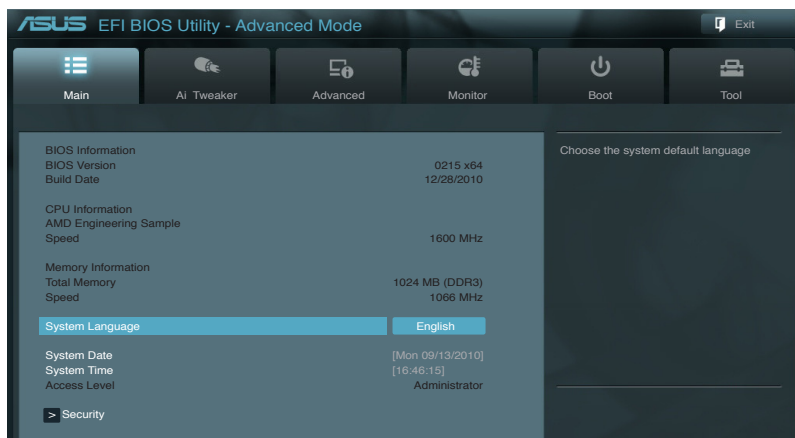 ASUS EFI BIOS Utility - Advanced Mode
Exit
Main
Ai Tweaker
Advanced
Monitor
Boot
Tool
BIOS Information
BIOS Version 0215 x64
Build Date 12/28/2010
CPU Information
AMD Engineering Sample
Speed 1600 MHz
Memory Information
Total Memory 1024 MB (DDR3)
Speed 1066 MHz
System Language English
System Date [Mon 09/13/2010]
System Time [16:46:15]
Access Level Administrator
> Security
Choose the system default language